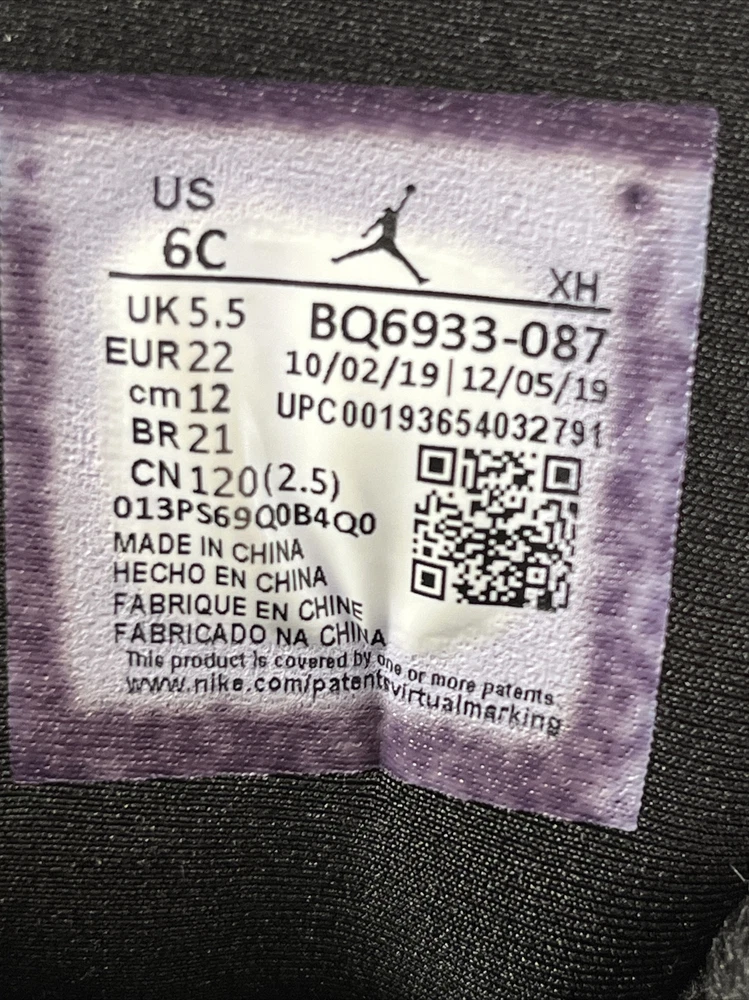 US
6C
XH
UK 5.5
EUR 22
cm 12
BR 21
CN 120(2.5)
BQ6933-087
10/02/19|12/05/19
UPC00193654032791
013PS69Q0B4Q0
MADE IN CHINA
HECHO EN CHINA
FABRIQUE EN CHINE
FABRICADO NA CHINA
This product is covered by one or more patents
www.nike.com/patentsvirtualmarking